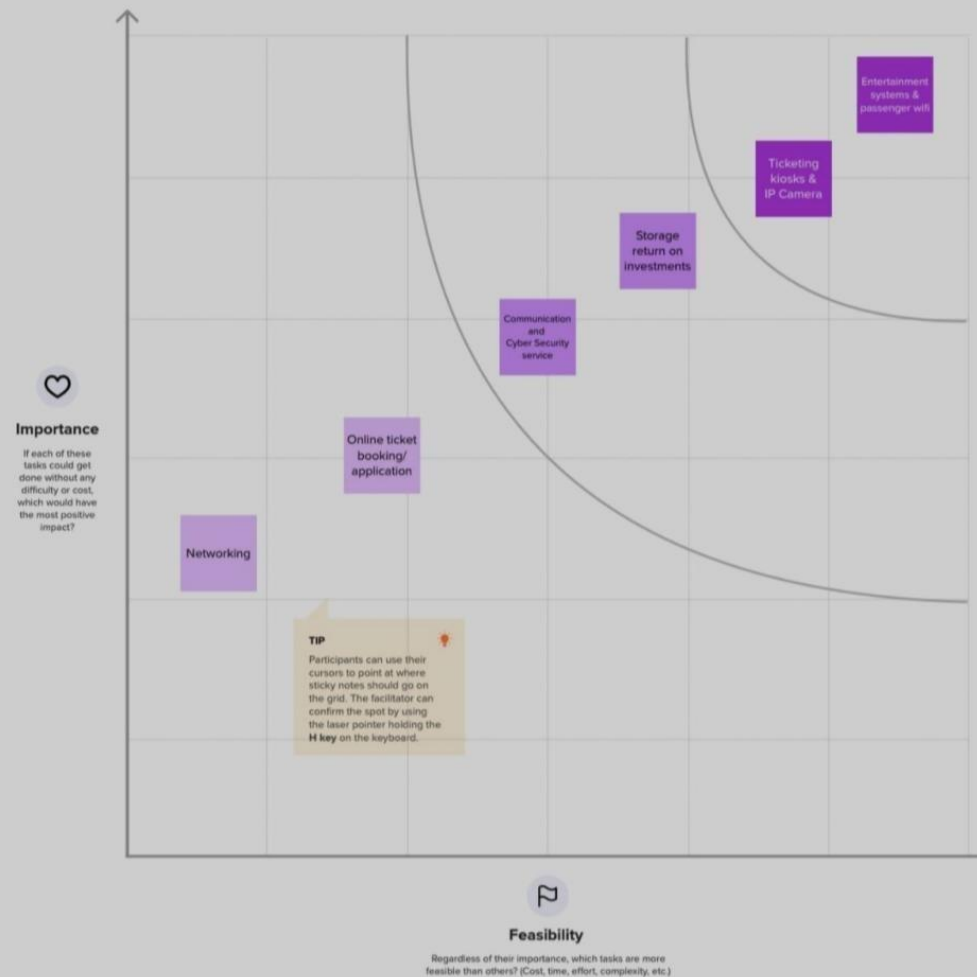 Entertainment
systems &
passenger wifi
Ticketing
kiosks &
IP Camera
Storage
return on
investments
Communication
and
Cyber Security
service
Online ticket
booking/
application
Networking
Importance
If each of these
tasks could get
done without any
difficulty or cost,
which would have
the most positive
impact?
TIP
Participants can use their
cursors to point at where
sticky notes should go on
the grid. The facilitator can
confirm the spot by using
the laser pointer holding the
H key on the keyboard.
Feasibility
Regardless of their importance, which tasks are more
feasible than others? (Cost, time, effort, complexity, etc.)